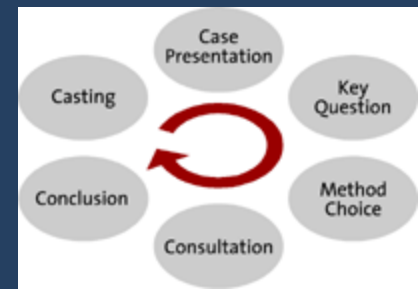 Case
Presentation
Casting
Key
Question
Conclusion
Method
Choice
Consultation